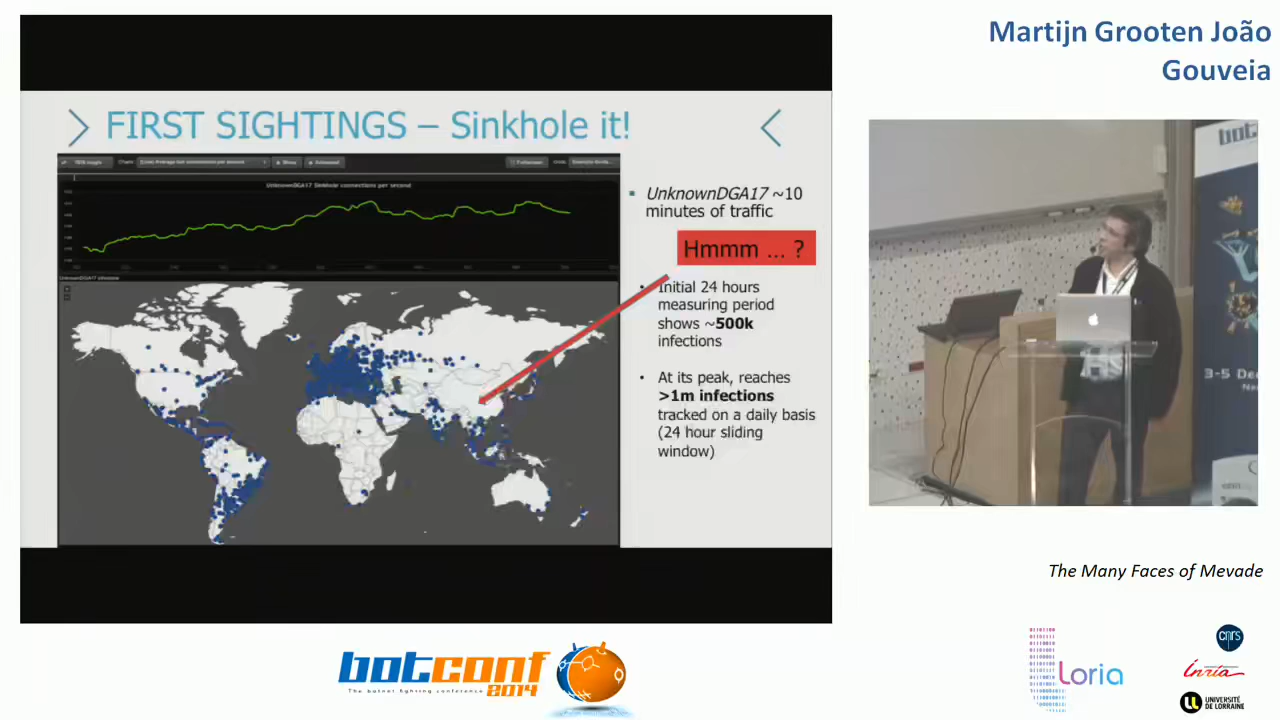 Martijn Grooten João
Gouveia
FIRST SIGHTINGS – Sinkhole it!
UnknownDGA17 Sinkhole connections per second
UnknownDGA17 ~10
minutes of traffic
Hmmm ... ?
Initial 24 hours
measuring period
shows ~500k
infections
At its peak, reaches
>1m infections
tracked on a daily basis
(24 hour sliding
window)
3-5 De
The Many Faces of Mevade
botconf
The botnet fighting conference
2014
Loria
cnrs
inria
UNIVERSITÉ
DE LORRAINE